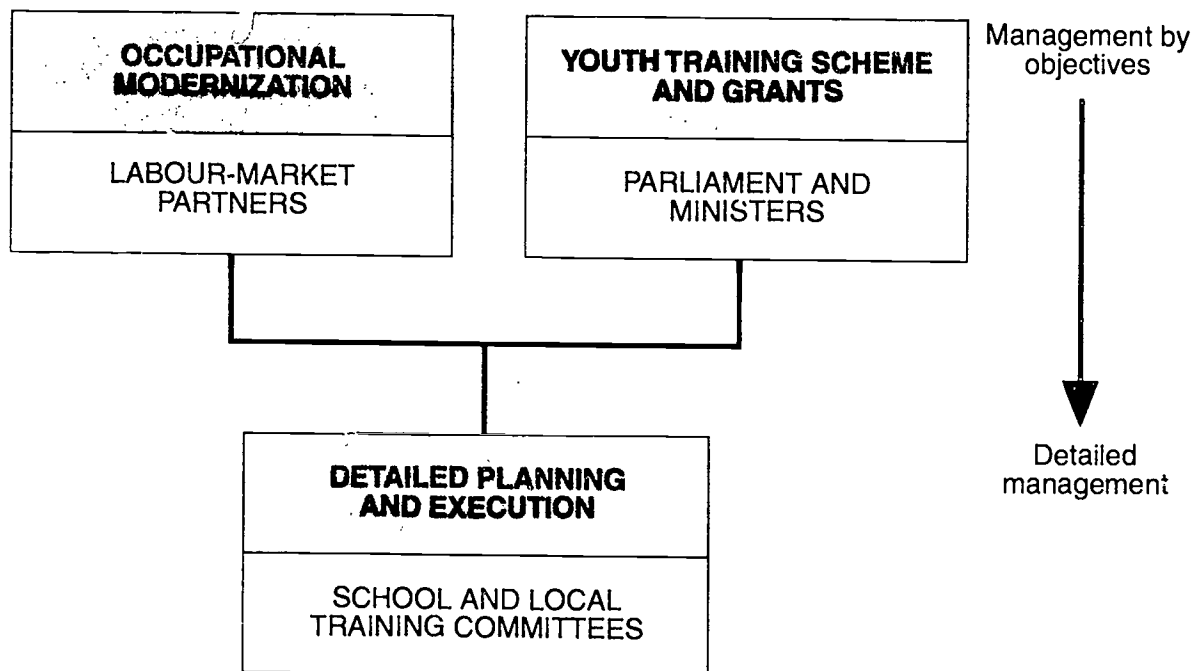 OCCUPATIONAL
MODERNIZATION
LABOUR-MARKET
PARTNERS
YOUTH TRAINING SCHEME
AND GRANTS
PARLIAMENT AND
MINISTERS
Management by
objectives
DETAILED PLANNING
AND EXECUTION
SCHOOL AND LOCAL
TRAINING COMMITTEES
Detailed
management